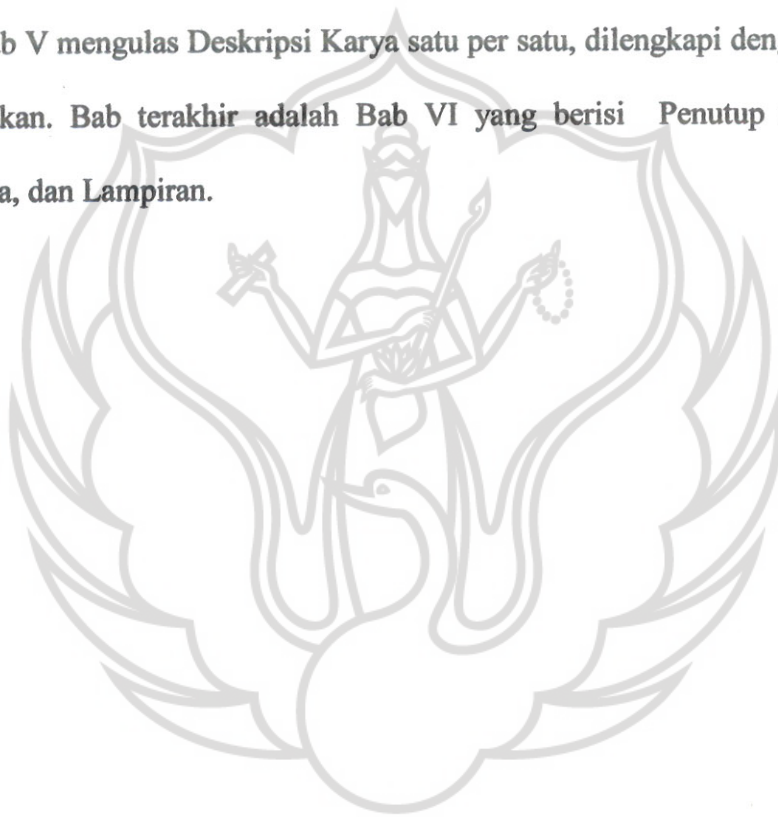 b V mengulas Deskripsi Karya satu per satu, dilengkapi den
kan. Bab terakhir adalah Bab VI yang berisi Penutup
a, dan Lampiran.